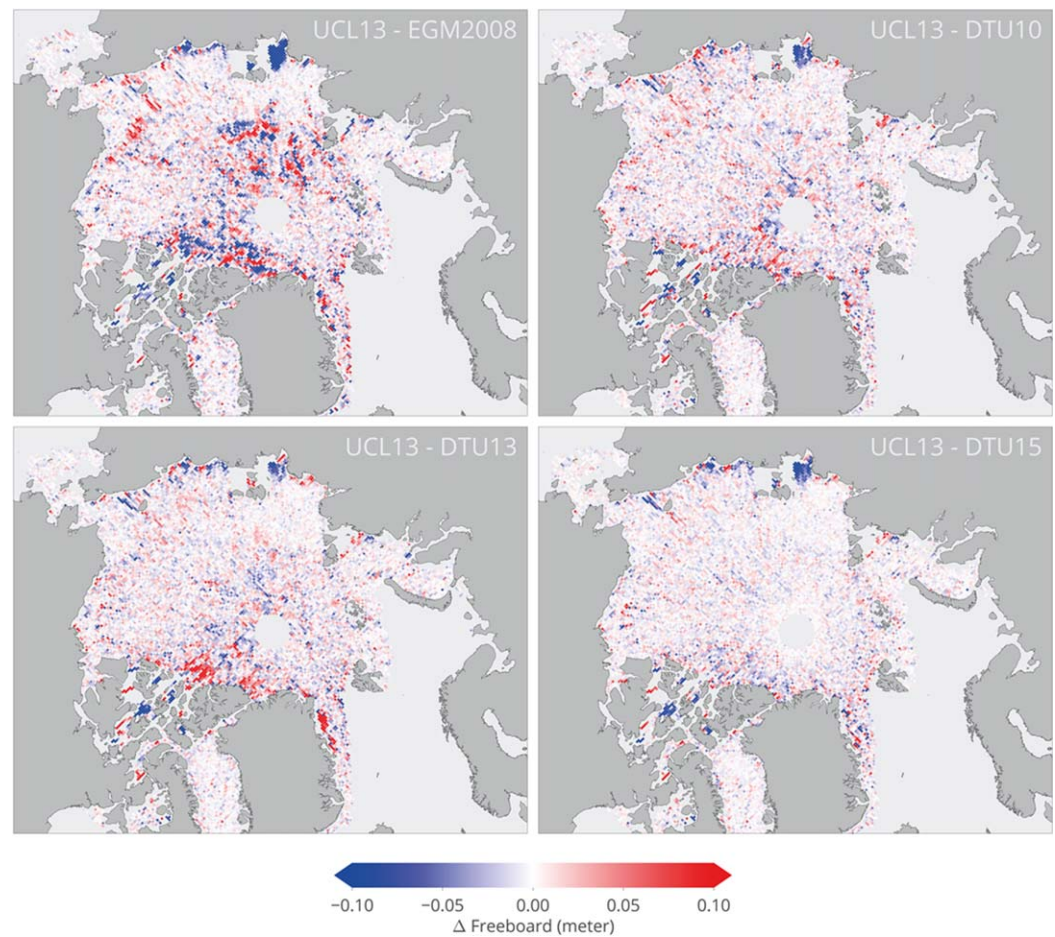 UCL13 - EGM2008
UCL13 - DTU10
UCL13 - DTU13
UCL13 - DTU15
−0.10 −0.05 0.00 0.05 0.10
Δ Freeboard (meter)